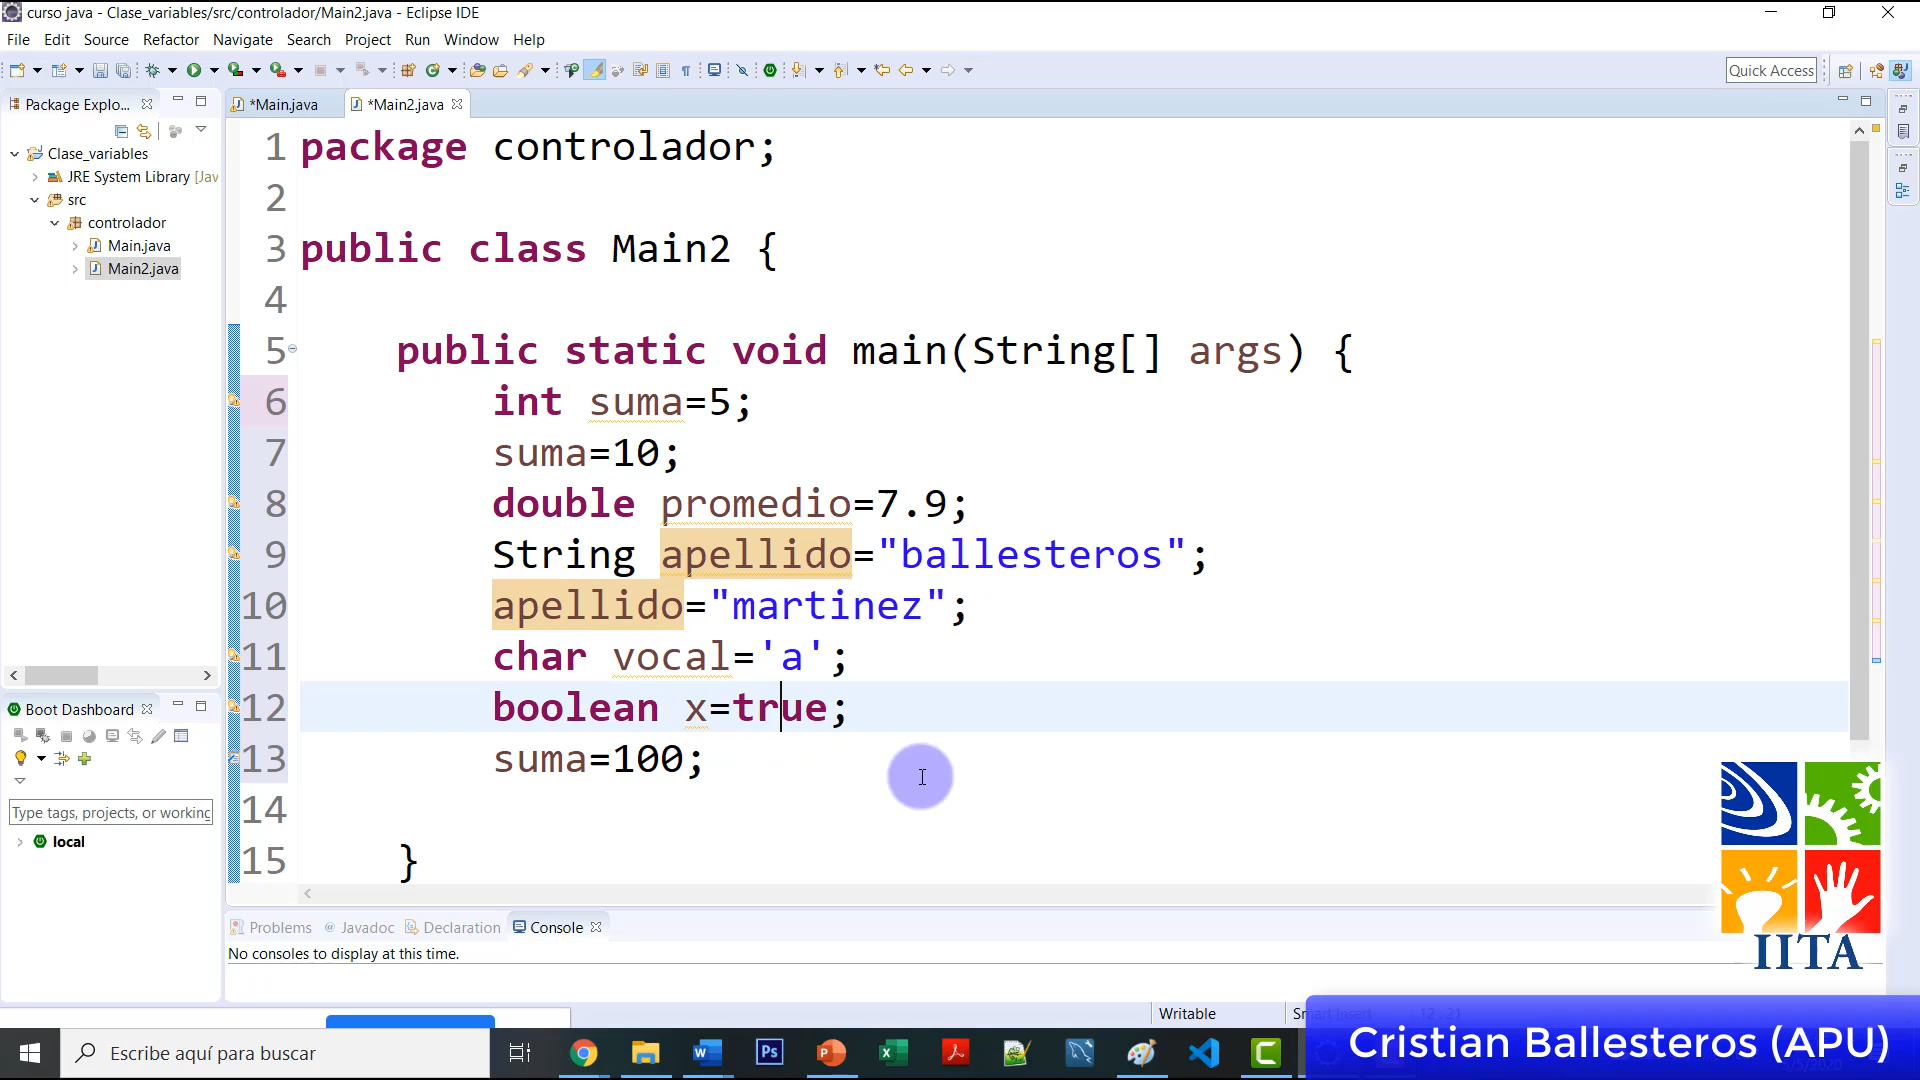 curso java - Clase_variables/src/controlador/Main2.java - Eclipse IDE
File Edit Source Refactor Navigate Search Project Run Window Help
Quick Access
Package Explo...
*Main.java
*Main2.java
Clase_variables
JRE System Library [Jav
src
controlador
Main.java
Main2.java
1 package controlador;
2
3 public class Main2 {
4
5 public static void main(String[] args) {
6 int suma=5;
7 suma=10;
8 double promedio=7.9;
9 String apellido="ballesteros";
10 apellido="martinez";
11 char vocal='a';
12 boolean x=true;
13 suma=100;
14
15 }
Boot Dashboard
Type tags, projects, or working
local
Problems @ Javadoc Declaration Console
No consoles to display at this time.
IITA
Writable
Cristian Ballesteros (APU)
Escribe aquí para buscar